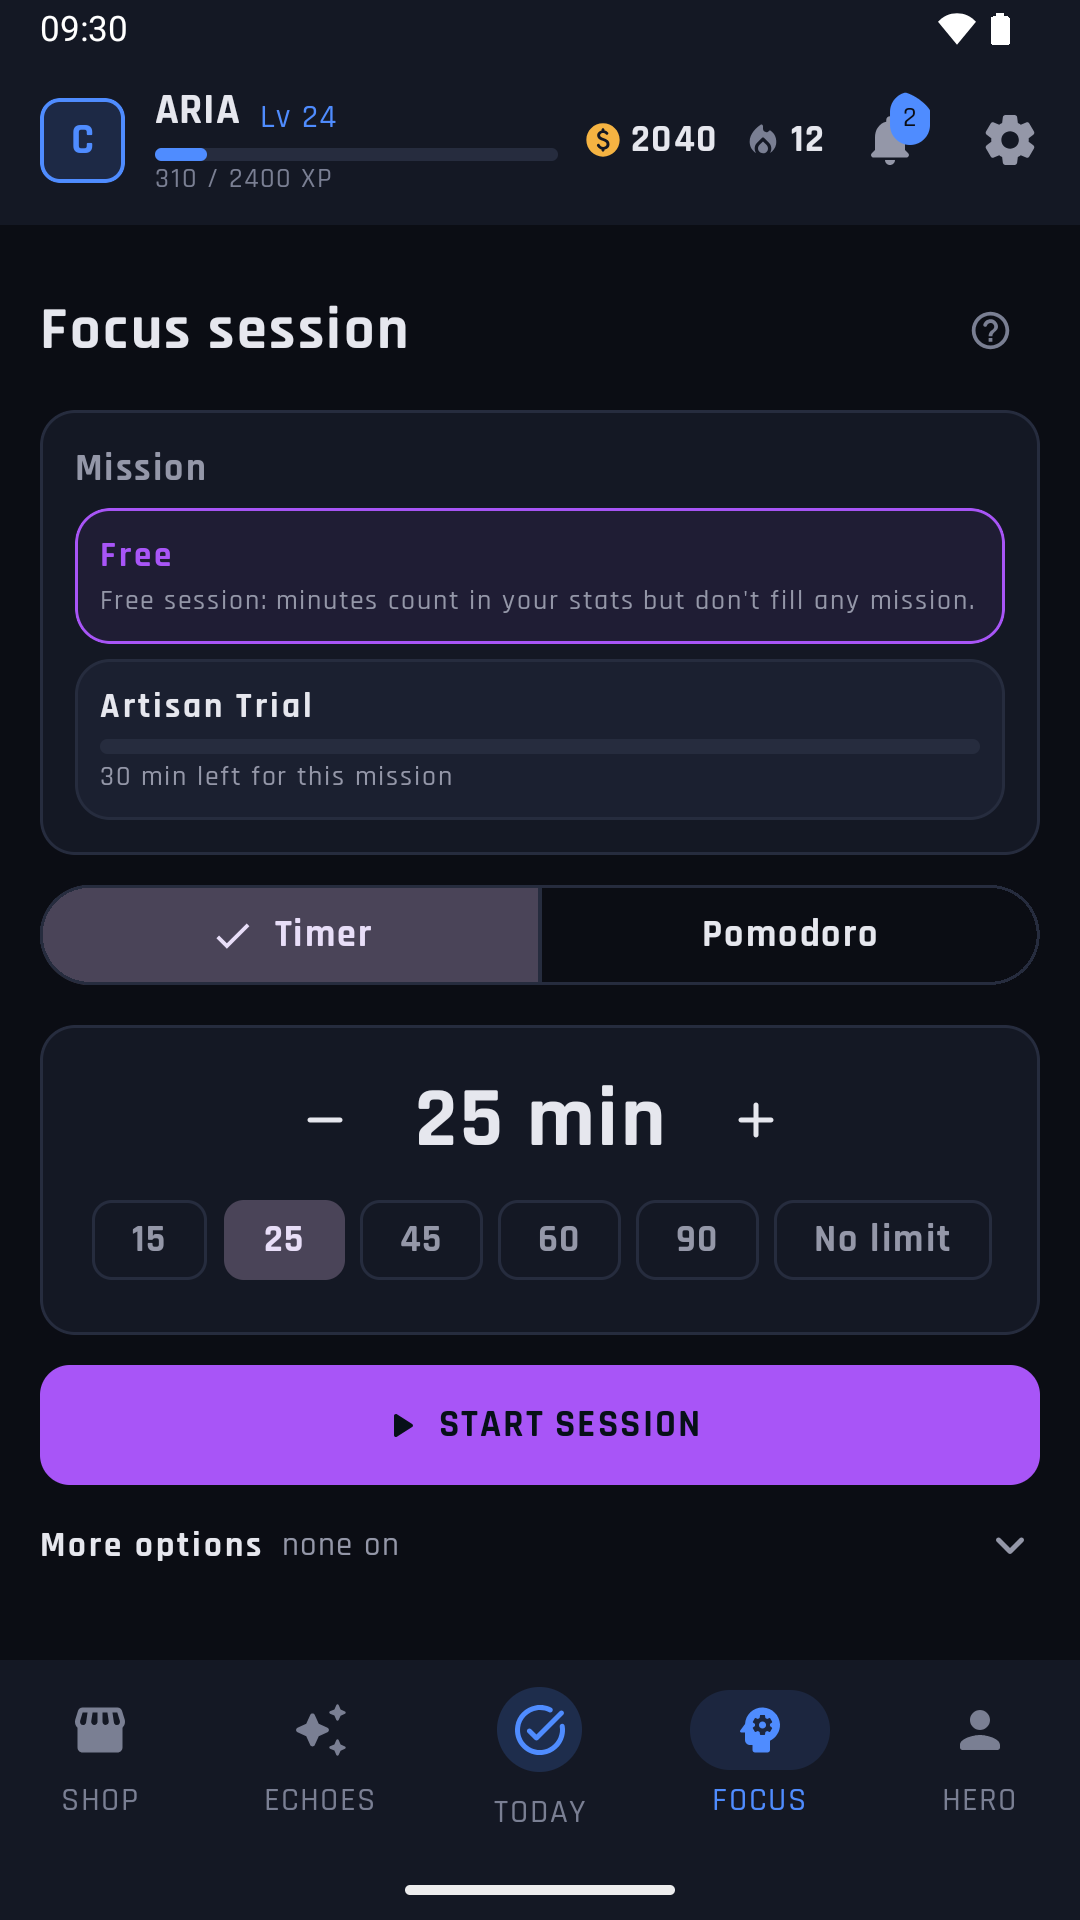 09:30
C
ARIA Lv 24
310 / 2400 XP
2040
12
2
Focus session
Mission
Free
Free session: minutes count in your stats but don't fill any mission.
Artisan Trial
30 min left for this mission
Timer
Pomodoro
25 min
15
25
45
60
90
No limit
START SESSION
More options none on
SHOP
ECHOES
TODAY
FOCUS
HERO